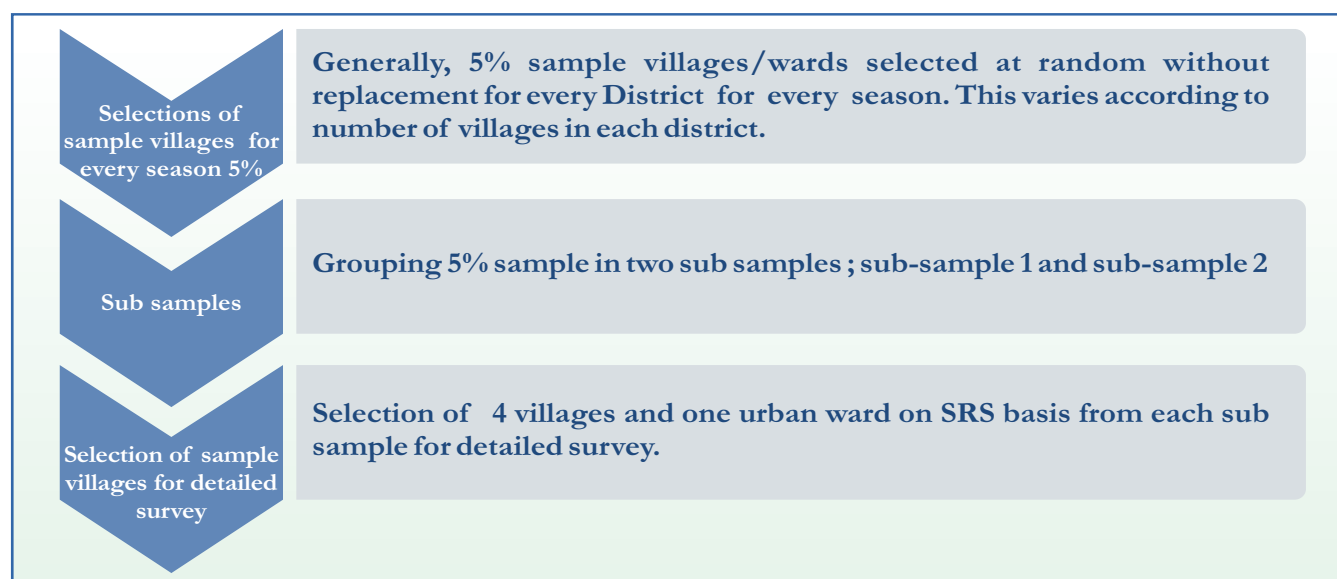 Selections of
sample villages for
every season 5%
Generally, 5% sample villages/wards selected at random without
replacement for every District for every season. This varies according to
number of villages in each district.
Sub samples
Grouping 5% sample in two sub samples ; sub-sample 1 and sub-sample 2
Selection of sample
villages for detailed
survey
Selection of 4 villages and one urban ward on SRS basis from each sub
sample for detailed survey.